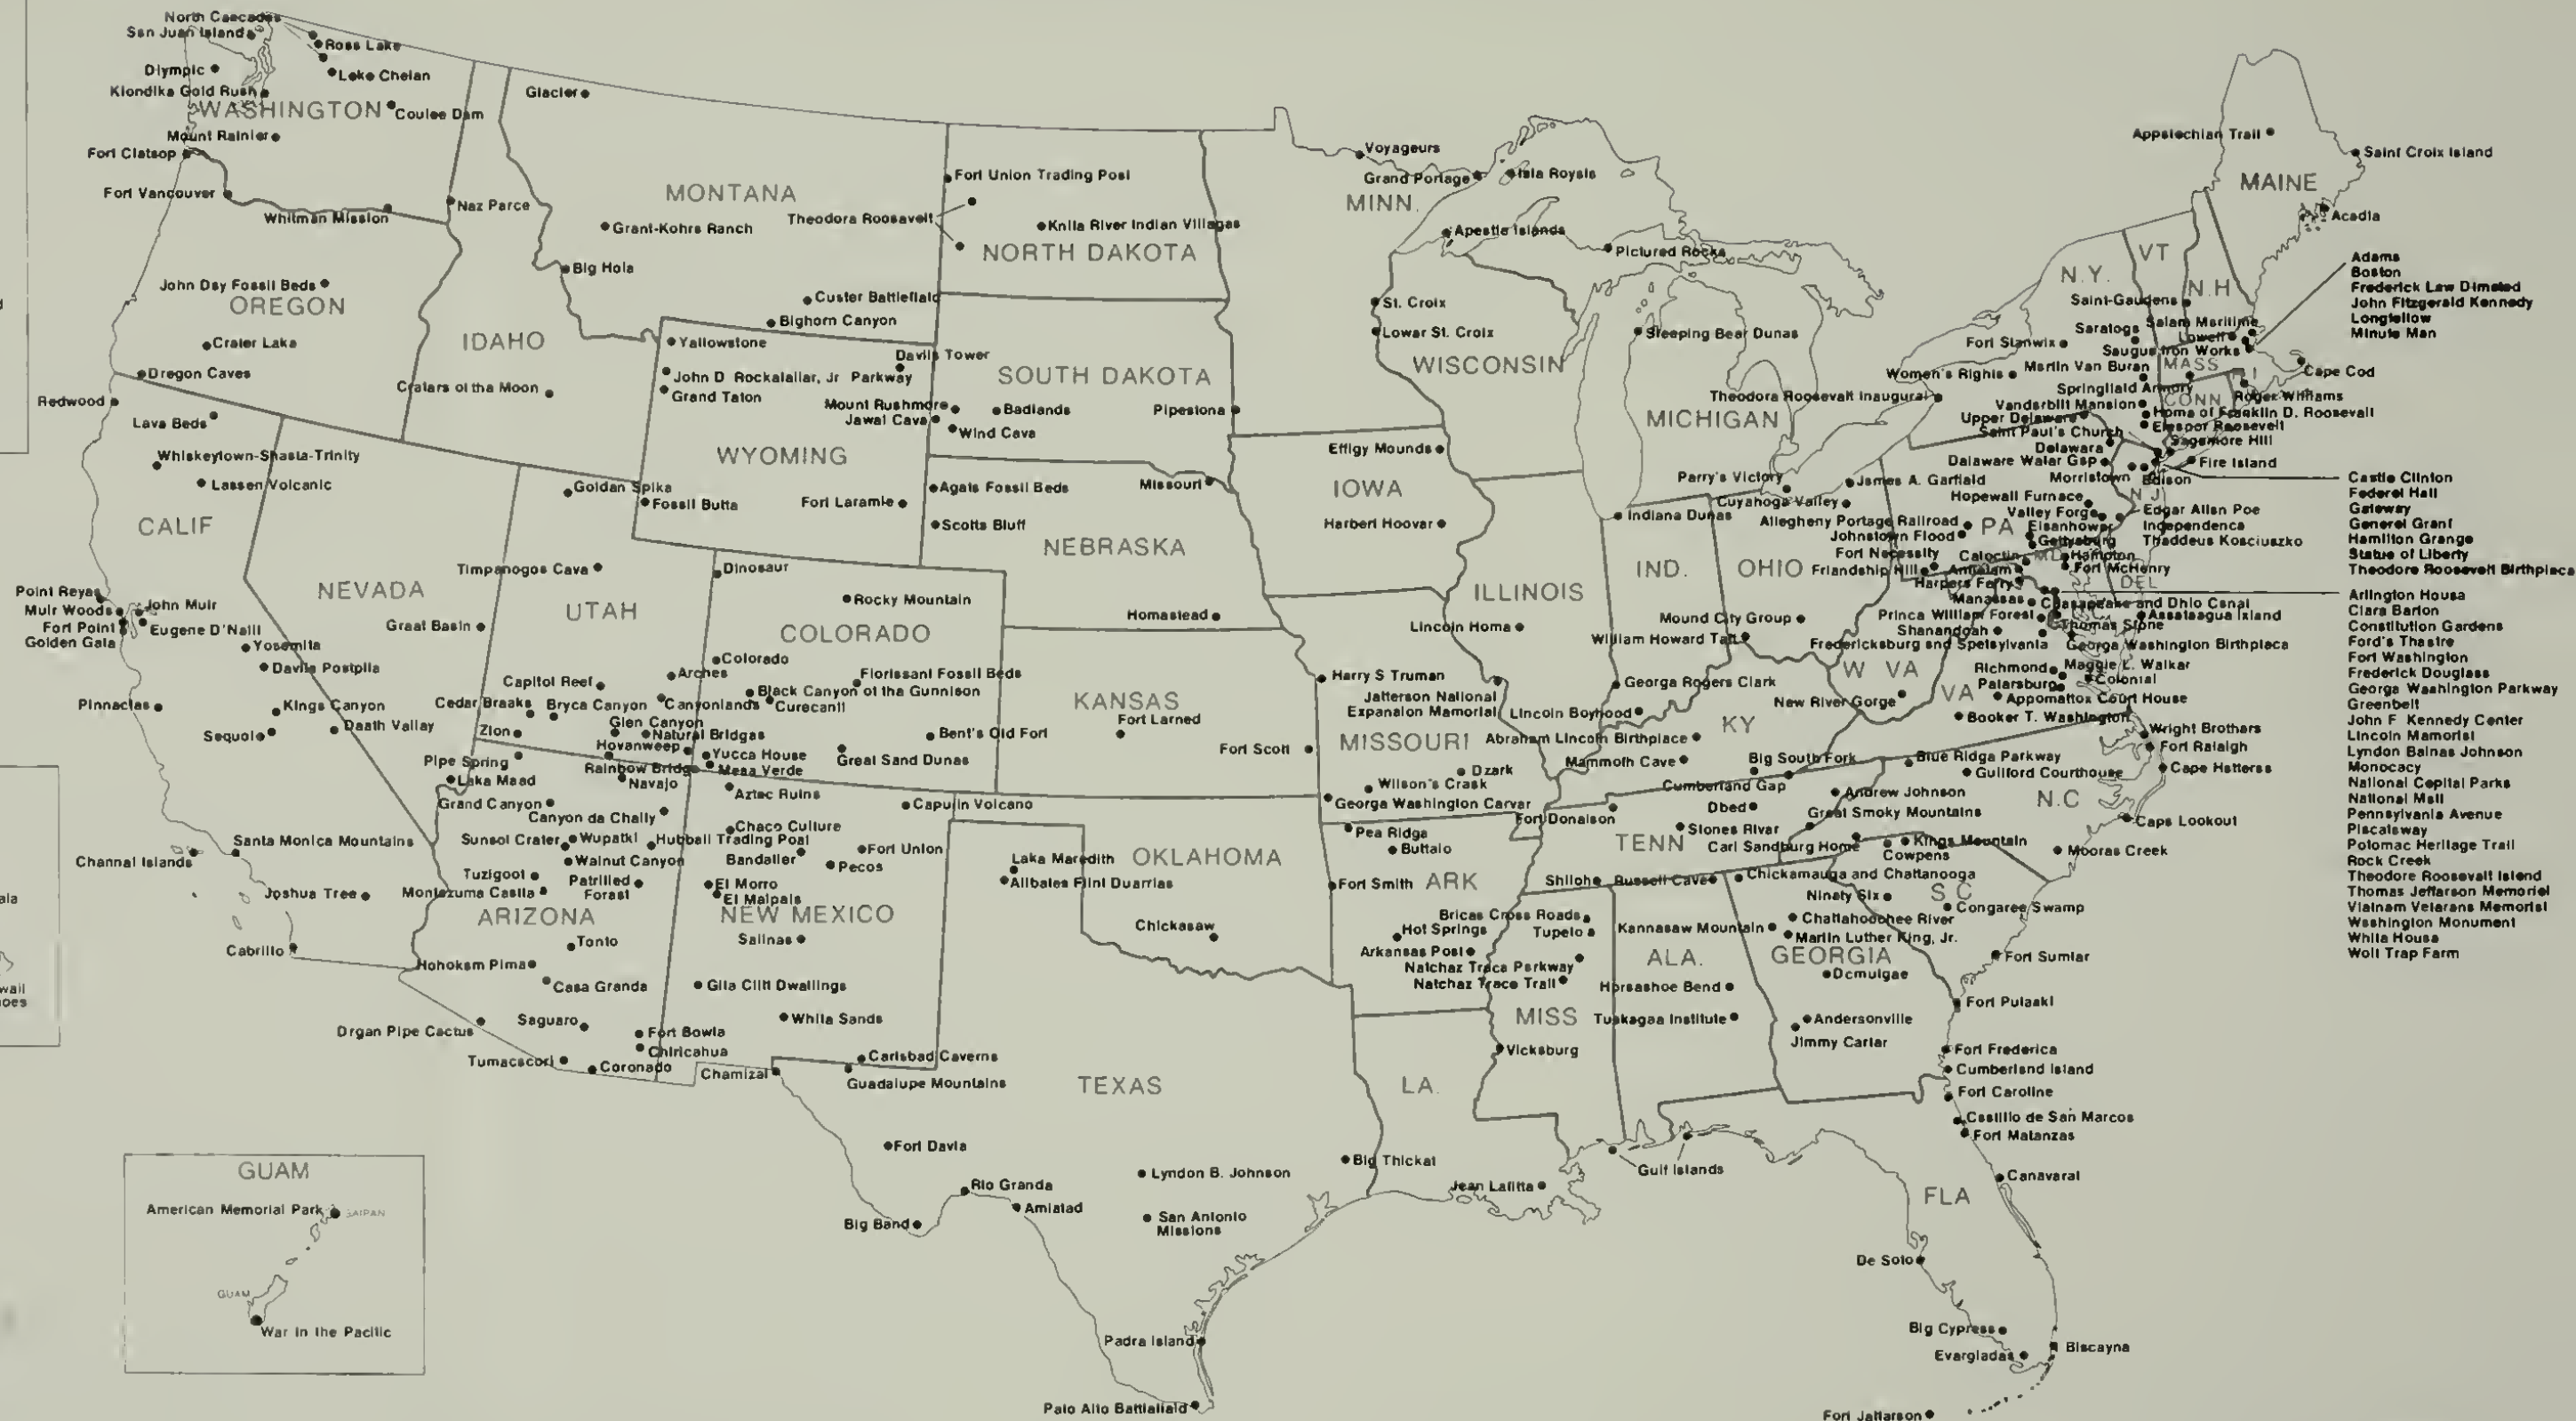 North Cascades
San Juan Island
Ross Lake
Olympic
Lake Chelan
Klondike Gold Rush
WASHINGTON
Coulee Dam
Mount Rainier
Fort Clatsop
Fort Vancouver
Whitman Mission
Nez Perce
John Day Fossil Beds
OREGON
Crater Lake
Oregon Caves
IDAHO
Craters of the Moon
Glacier
MONTANA
Grant-Kohrs Ranch
Big Hole
Custer Battlefield
Bighorn Canyon
Fort Union Trading Post
Theodore Roosevelt
Knife River Indian Villages
NORTH DAKOTA
Yellowstone
Devils Tower
John D Rockefeller, Jr Parkway
Grand Teton
WYOMING
Fossil Butte
Fort Laramie
SOUTH DAKOTA
Mount Rushmore
Jewel Cave
Badlands
Wind Cave
Pipestone
Agate Fossil Beds
Missouri
Scotts Bluff
NEBRASKA
Homestead
Redwood
Lava Beds
Whiskeytown-Shasta-Trinity
Lassen Volcanic
CALIF
Point Reyes
Muir Woods
Fort Point
Golden Gate
John Muir
Eugene O'Neill
Yosemite
Devils Postpile
Pinnacles
Kings Canyon
Sequoia
Death Valley
Santa Monica Mountains
Channel Islands
Joshua Tree
Cabrillo
NEVADA
Great Basin
Lake Mead
Golden Spike
Timpanogos Cave
UTAH
Arches
Capitol Reef
Cedar Breaks
Bryce Canyon
Canyonlands
Glen Canyon
Natural Bridges
Zion
Hovenweep
Rainbow Bridge
Dinosaur
Rocky Mountain
COLORADO
Colorado
Florissant Fossil Beds
Black Canyon of the Gunnison
Curecanti
Bent's Old Fort
Yucca House
Mesa Verde
Great Sand Dunes
Pipe Spring
Navajo
Grand Canyon
Canyon de Chelly
Sunset Crater
Wupatki
Hubbell Trading Post
Walnut Canyon
Tuzigoot
Petrified
Forest
Montezuma Castle
ARIZONA
Tonto
Hohokam Pima
Casa Grande
Organ Pipe Cactus
Saguaro
Fort Bowie
Chiricahua
Tumacacori
Coronado
Aztec Ruins
Capulin Volcano
Chaco Culture
Bandelier
Fort Union
Pecos
El Morro
El Malpais
NEW MEXICO
Salinas
Gila Cliff Dwellings
White Sands
Carlsbad Caverns
KANSAS
Fort Larned
Fort Scott
OKLAHOMA
Chickasaw
Lake Meredith
Alibates Flint Quarries
Chamizal
Guadalupe Mountains
TEXAS
Fort Davis
Lyndon B. Johnson
Big Thicket
Rio Grande
Amistad
Big Bend
San Antonio
Missions
Padre Island
Palo Alto Battlefield
GUAM
American Memorial Park
SAIPAN
GUAM
War in the Pacific
Voyageurs
Grand Portage
Isle Royale
MINN.
Apostle Islands
Pictured Rocks
St. Croix
Lower St. Croix
WISCONSIN
Sleeping Bear Dunes
MICHIGAN
Effigy Mounds
IOWA
Herbert Hoover
ILLINOIS
Lincoln Home
Indiana Dunes
IND.
George Rogers Clark
Lincoln Boyhood
Perry's Victory
James A. Garfield
Cuyahoga Valley
OHIO
Mound City Group
William Howard Taft
Harry S Truman
Jefferson National
Expansion Memorial
MISSOURI
Ozark
Wilson's Creek
George Washington Carver
Pea Ridge
Buffalo
Fort Smith
ARK
Hot Springs
Arkansas Post
KY
Abraham Lincoln Birthplace
Mammoth Cave
Big South Fork
Cumberland Gap
Fort Donelson
Obed
Andrew Johnson
Great Smoky Mountains
Stones River
TENN
Carl Sandburg Home
Shiloh
Russell Cave
Chickamauga and Chattanooga
Brices Cross Roads
Tupelo
Natchez Trace Parkway
Natchez Trace Trail
MISS
Vicksburg
LA.
Jean Lafitte
ALA.
Horseshoe Bend
Tuskegee Institute
Gulf Islands
Kennesaw Mountain
Chattahoochee River
Martin Luther King, Jr.
GEORGIA
Ocmulgee
Andersonville
Jimmy Carter
Fort Pulaski
Fort Frederica
Cumberland Island
Fort Caroline
Castillo de San Marcos
Fort Matanzas
Canaveral
FLA
De Soto
Big Cypress
Everglades
Biscayne
Fort Jefferson
Blue Ridge Parkway
Guilford Courthouse
N.C
Wright Brothers
Fort Raleigh
Cape Hatteras
Cape Lookout
Moores Creek
Kings Mountain
Cowpens
Ninety Six
S C
Congaree Swamp
Fort Sumter
Appalachian Trail
Saint Croix Island
MAINE
Acadia
VT
N.H
N.Y.
Saint-Gaudens
Salem Maritime
Saratoga
Lowell
Fort Stanwix
Saugus Iron Works
MASS
R I
Cape Cod
Women's Rights
Martin Van Buren
Springfield Armory
Theodore Roosevelt Inaugural
CONN
Roger Williams
Vanderbilt Mansion
Home of Franklin D. Roosevelt
Upper Delaware
Eleanor Roosevelt
Saint Paul's Church
Sagamore Hill
Delaware
Delaware Water Gap
Fire Island
Morristown
Edison
N J
Hopewell Furnace
Valley Forge
Edgar Allan Poe
Allegheny Portage Railroad
PA
Eisenhower
Independence
Johnstown Flood
Gettysburg
Thaddeus Kosciuszko
Fort Necessity
Catoctin
MD
Hampton
Friendship Hill
Antietam
Fort McHenry
Harpers Ferry
DEL
Manassas
Chesapeake and Ohio Canal
Prince William Forest
Assateague Island
Shenandoah
Thomas Stone
Fredericksburg and Spotsylvania
George Washington Birthplace
W VA
Richmond
Maggie L. Walker
Petersburg
Colonial
New River Gorge
VA
Appomattox Court House
Booker T. Washington
Adams
Boston
Frederick Law Olmsted
John Fitzgerald Kennedy
Longfellow
Minute Man
Castle Clinton
Federal Hall
Gateway
General Grant
Hamilton Grange
Statue of Liberty
Theodore Roosevelt Birthplace
Arlington House
Clara Barton
Constitution Gardens
Ford's Theatre
Fort Washington
Frederick Douglass
George Washington Parkway
Greenbelt
John F Kennedy Center
Lincoln Memorial
Lyndon Baines Johnson
Monocacy
National Capital Parks
National Mall
Pennsylvania Avenue
Piscataway
Potomac Heritage Trail
Rock Creek
Theodore Roosevelt Island
Thomas Jefferson Memorial
Vietnam Veterans Memorial
Washington Monument
White House
Wolf Trap Farm